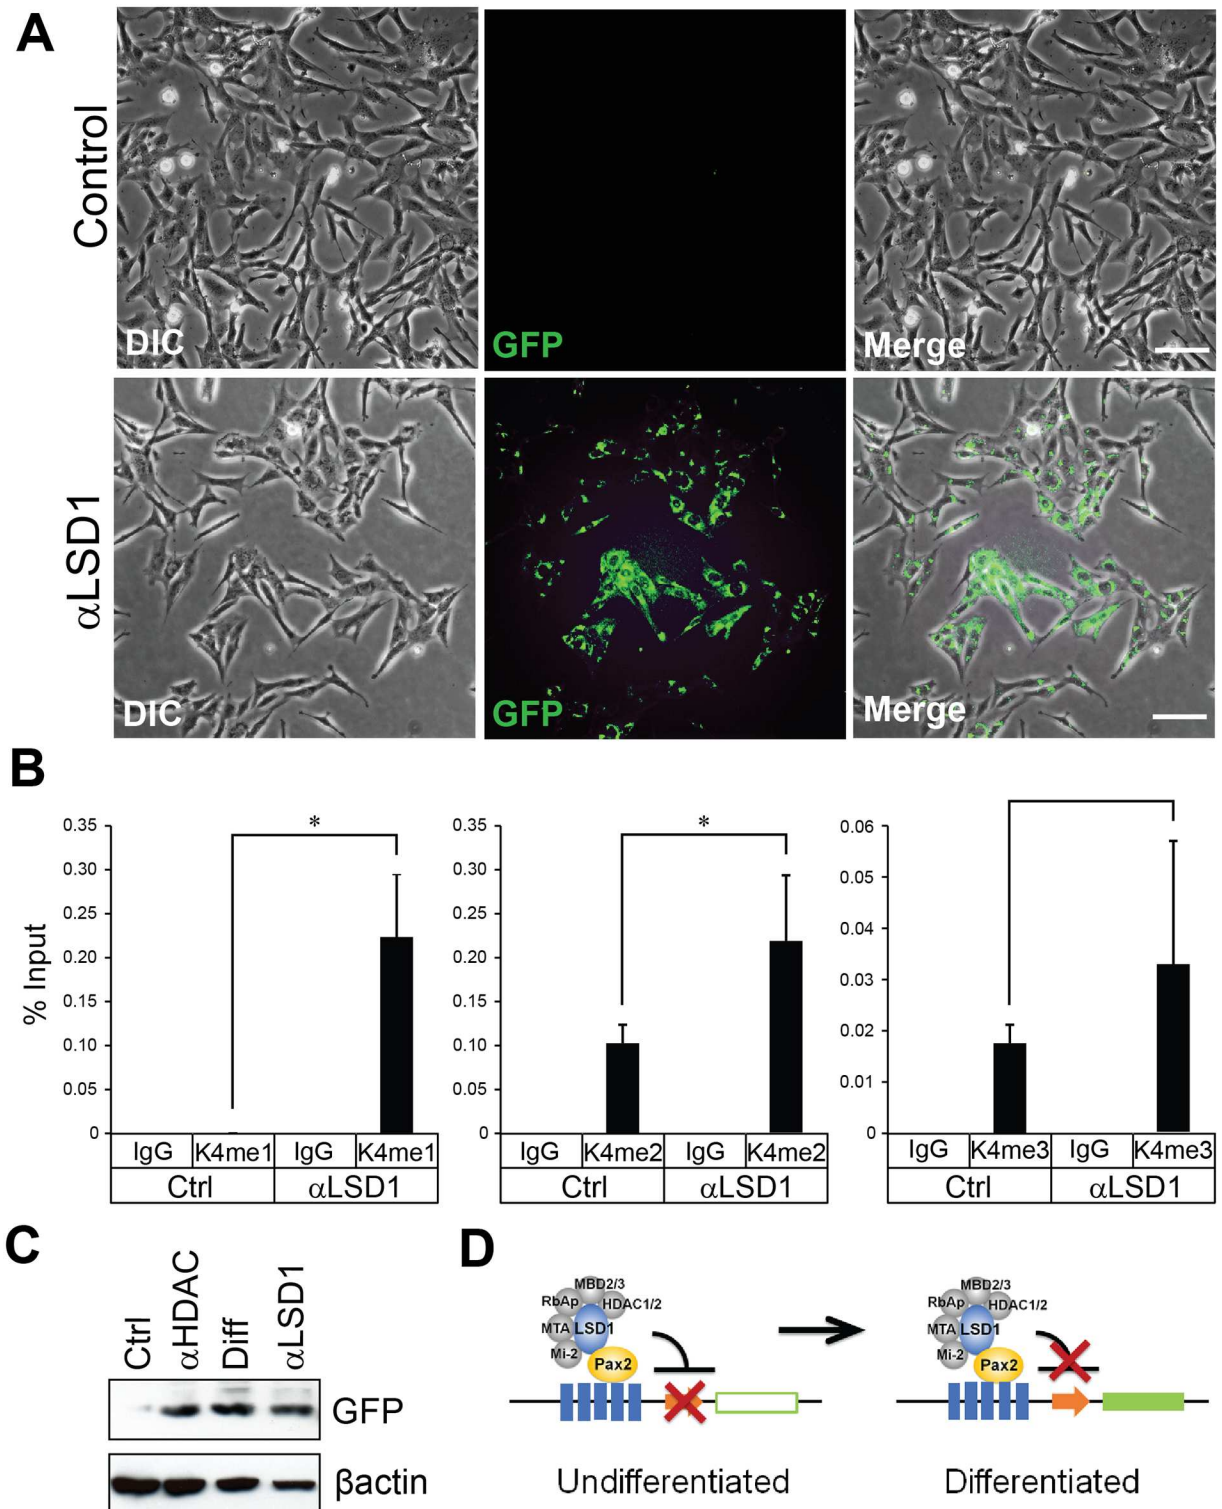 A
Control
DIC
GFP
Merge
αLSD1
DIC
GFP
Merge
B
% Input
0.35
0.30
0.25
0.20
0.15
0.10
0.05
0
*
IgG K4me1 IgG K4me1
Ctrl αLSD1
0.35
0.30
0.25
0.20
0.15
0.10
0.05
0
*
IgG K4me2 IgG K4me2
Ctrl αLSD1
0.06
0.05
0.04
0.03
0.02
0.01
0
IgG K4me3 IgG K4me3
Ctrl αLSD1
C
Ctrl
αHDAC
Diff
αLSD1
GFP
βactin
D
MBD2/3
RbAp
HDAC1/2
MTA
LSD1
Mi-2
Pax2
Undifferentiated
MBD2/3
RbAp
HDAC1/2
MTA
LSD1
Mi-2
Pax2
Differentiated